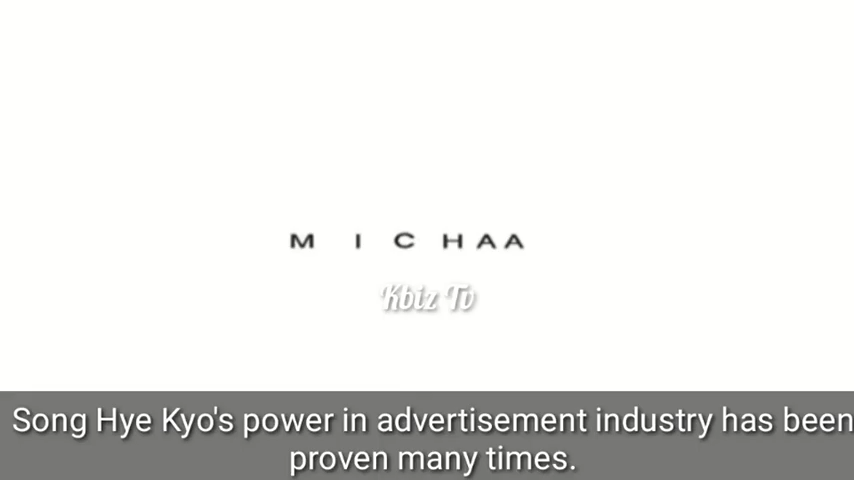 M I C H A A
Kbiz Tv
Song Hye Kyo's power in advertisement industry has been
proven many times.